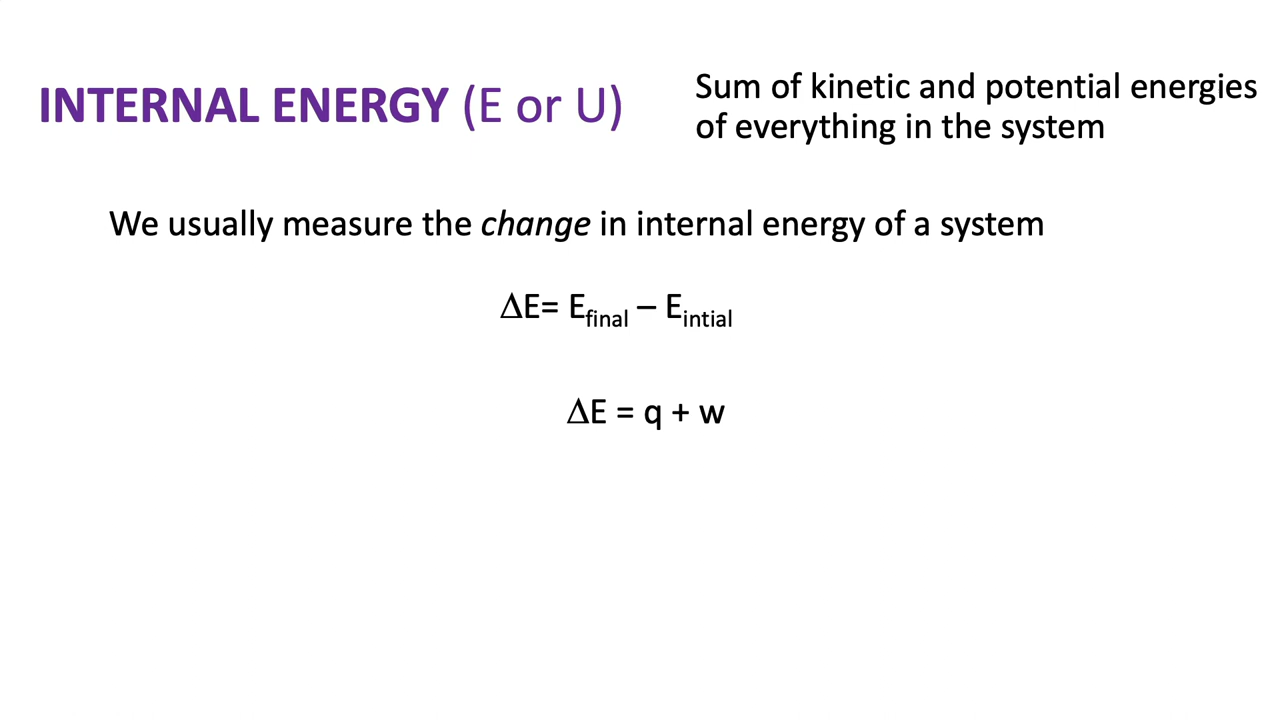 INTERNAL ENERGY (E or U)
Sum of kinetic and potential energies
of everything in the system
We usually measure the change in internal energy of a system
ΔE= Efinal – Eintial
ΔE = q + w